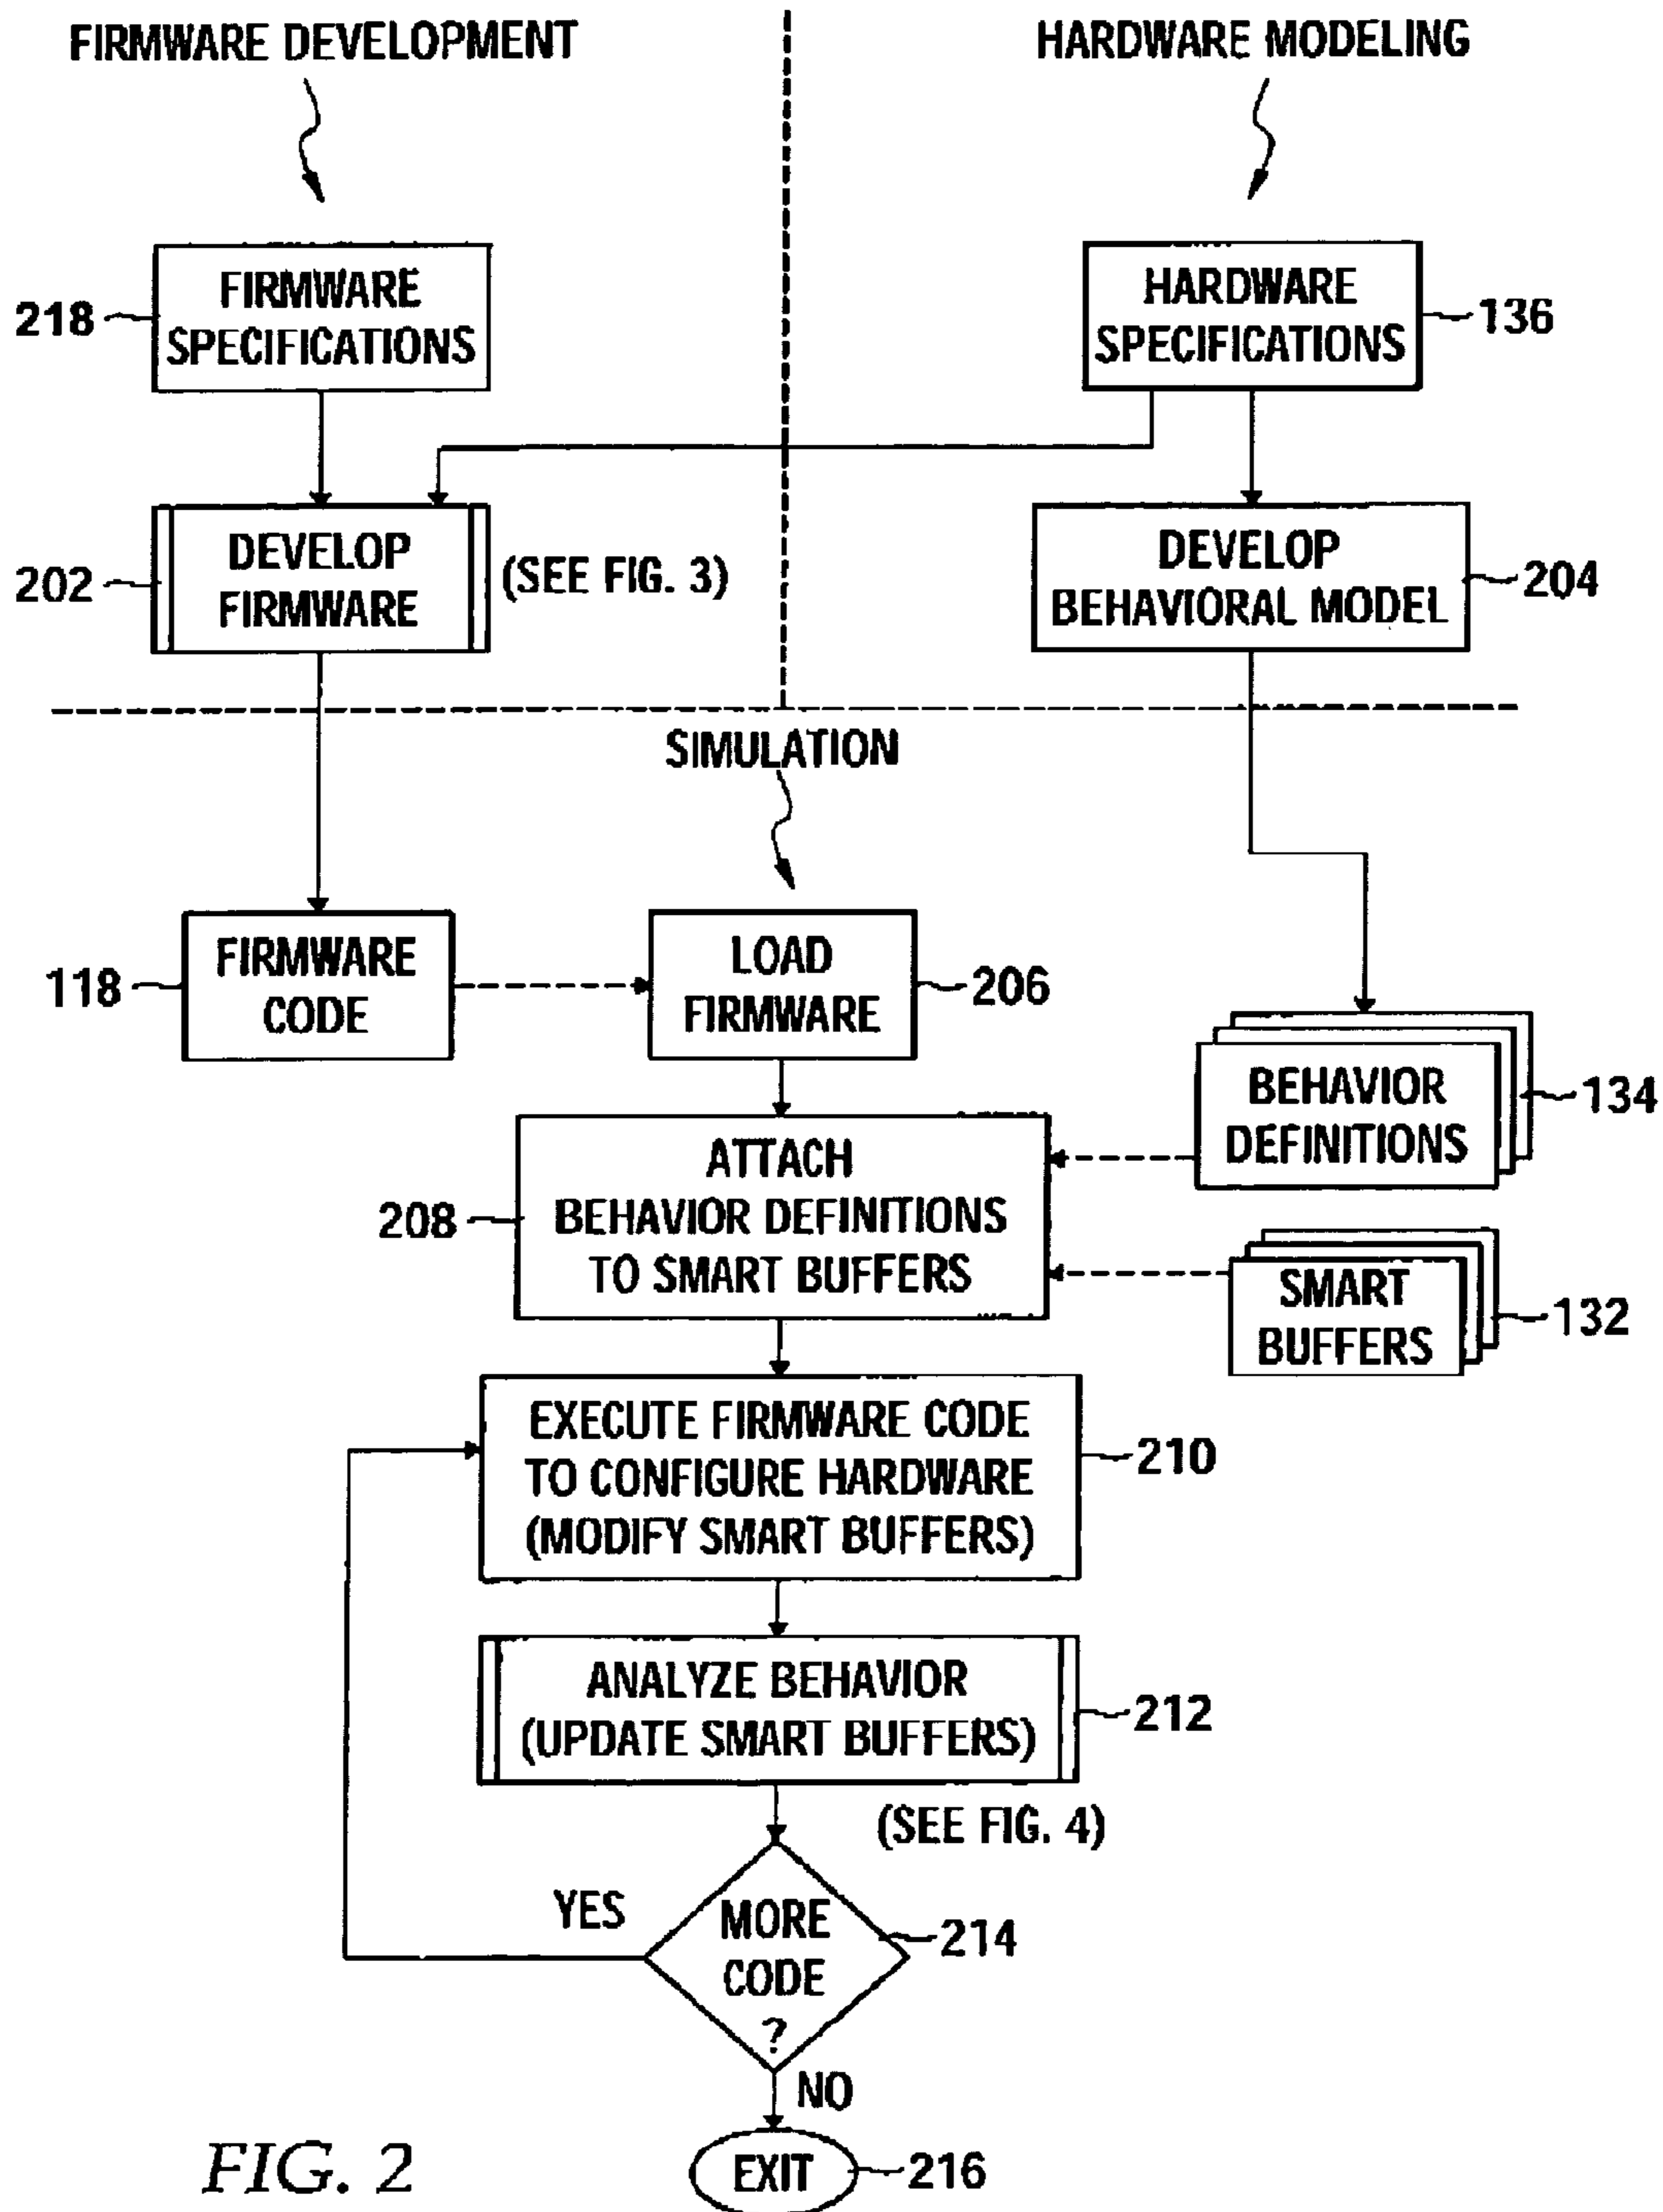 FIRMWARE DEVELOPMENT
HARDWARE MODELING
FIRMWARE
SPECIFICATIONS
218
HARDWARE
SPECIFICATIONS
136
DEVELOP
FIRMWARE
202
(SEE FIG. 3)
DEVELOP
BEHAVIORAL MODEL
204
SIMULATION
FIRMWARE
CODE
118
LOAD
FIRMWARE
206
BEHAVIOR
DEFINITIONS
134
ATTACH
BEHAVIOR DEFINITIONS
TO SMART BUFFERS
208
SMART
BUFFERS
132
EXECUTE FIRMWARE CODE
TO CONFIGURE HARDWARE
(MODIFY SMART BUFFERS)
210
ANALYZE BEHAVIOR
(UPDATE SMART BUFFERS)
212
(SEE FIG. 4)
YES
MORE
CODE
?
214
NO
EXIT
216
FIG. 2